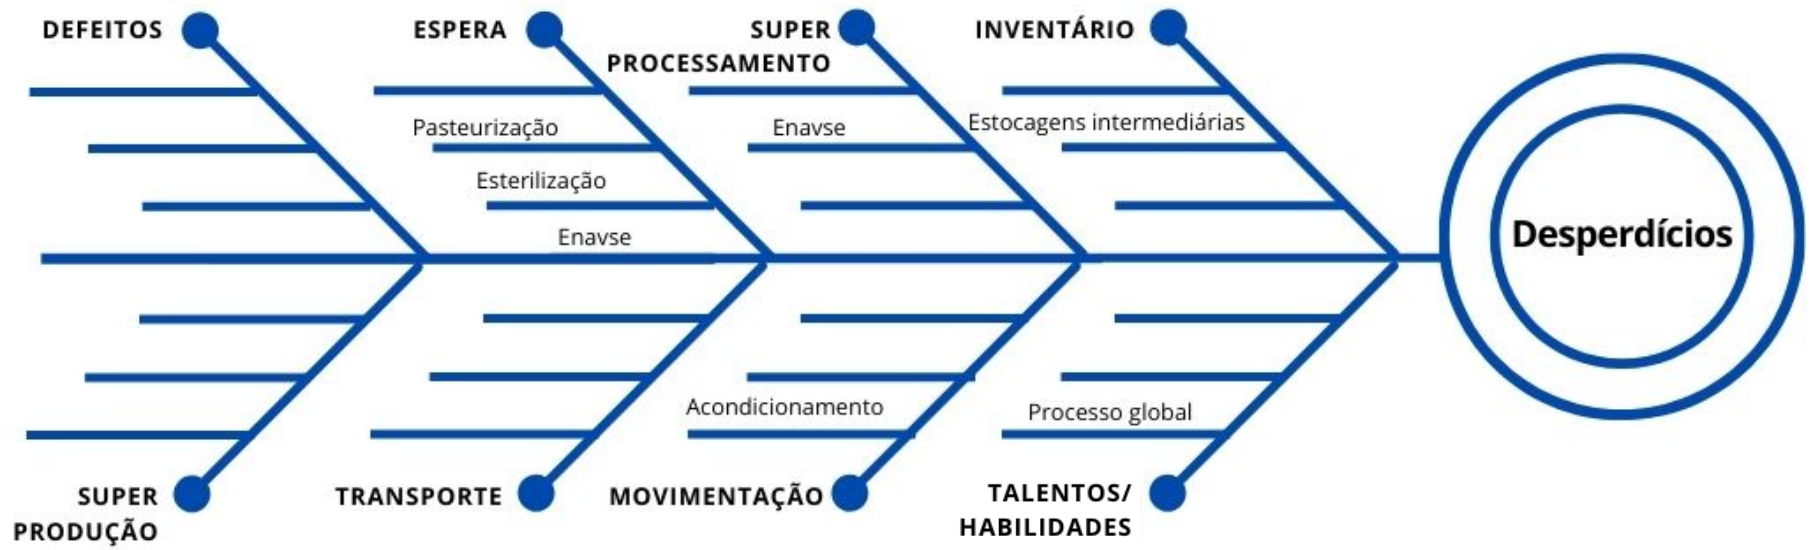 DEFEITOS
ESPERA
SUPER
PROCESSAMENTO
INVENTÁRIO
Pasteurização
Enavse
Estocagens intermediárias
Esterilização
Enavse
Desperdícios
Acondicionamento
Processo global
SUPER
PRODUÇÃO
TRANSPORTE
MOVIMENTAÇÃO
TALENTOS/
HABILIDADES